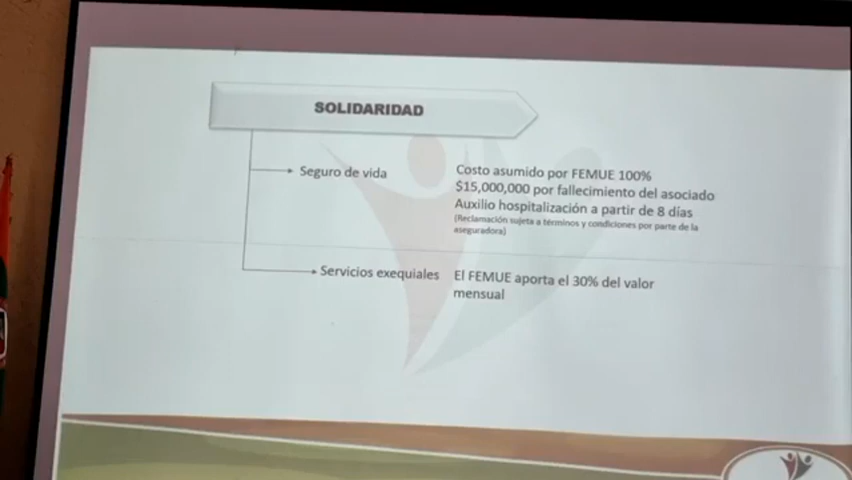 SOLIDARIDAD
Seguro de vida
Costo asumido por FEMUE 100%
$15,000,000 por fallecimiento del asociado
Auxilio hospitalización a partir de 8 días
(Reclamación sujeta a términos y condiciones por parte de la
aseguradora)
Servicios exequiales
El FEMUE aporta el 30% del valor
mensual